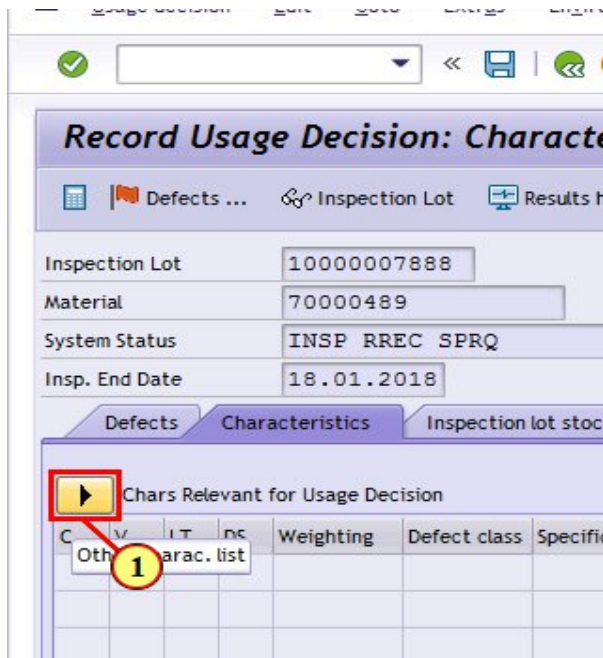 Record Usage Decision: Characte
Defects ... Inspection Lot Results h
Inspection Lot 10000007888
Material 70000489
System Status INSP RREC SPRQ
Insp. End Date 18.01.2018
Defects Characteristics Inspection lot stoc
Chars Relevant for Usage Decision
C V LT DS Weighting Defect class Specific
Oth arac. list
1